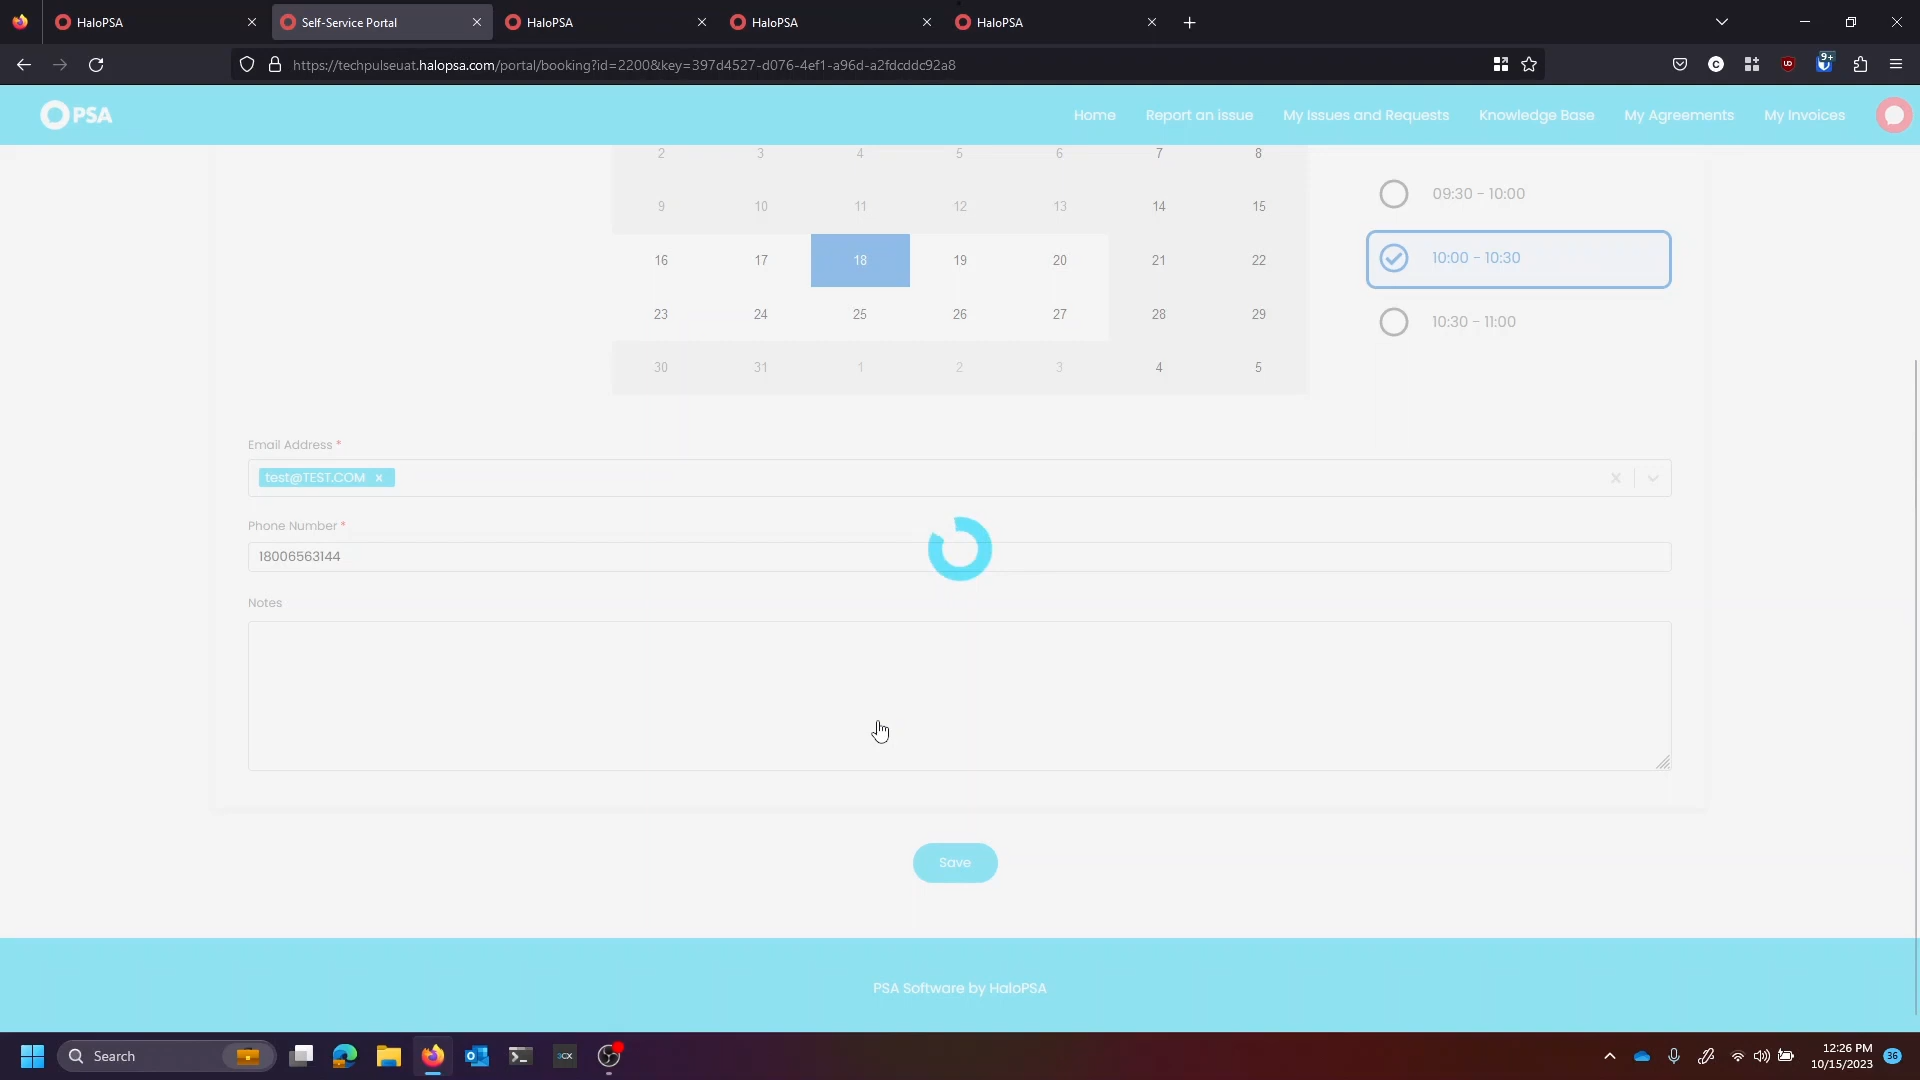 HaloPSA
Self-Service Portal
HaloPSA
HaloPSA
HaloPSA
https://techpulseuat.halopsa.com/portal/booking?id=2200&key=397d4527-d076-4ef1-a96d-a2fdcddc92a8
C
UD
9+
PSA
Home
Report an issue
My Issues and Requests
Knowledge Base
My Agreements
My Invoices
2 3 4 5 6 7 8
9 10 11 12 13 14 15
16 17 18 19 20 21 22
23 24 25 26 27 28 29
30 31 1 2 3 4 5
09:30 - 10:00
10:00 - 10:30
10:30 - 11:00
Email Address *
test@TEST.COM
Phone Number *
18006563144
Notes
Save
PSA Software by HaloPSA
Search
3CX
12:26 PM
10/15/2023
36